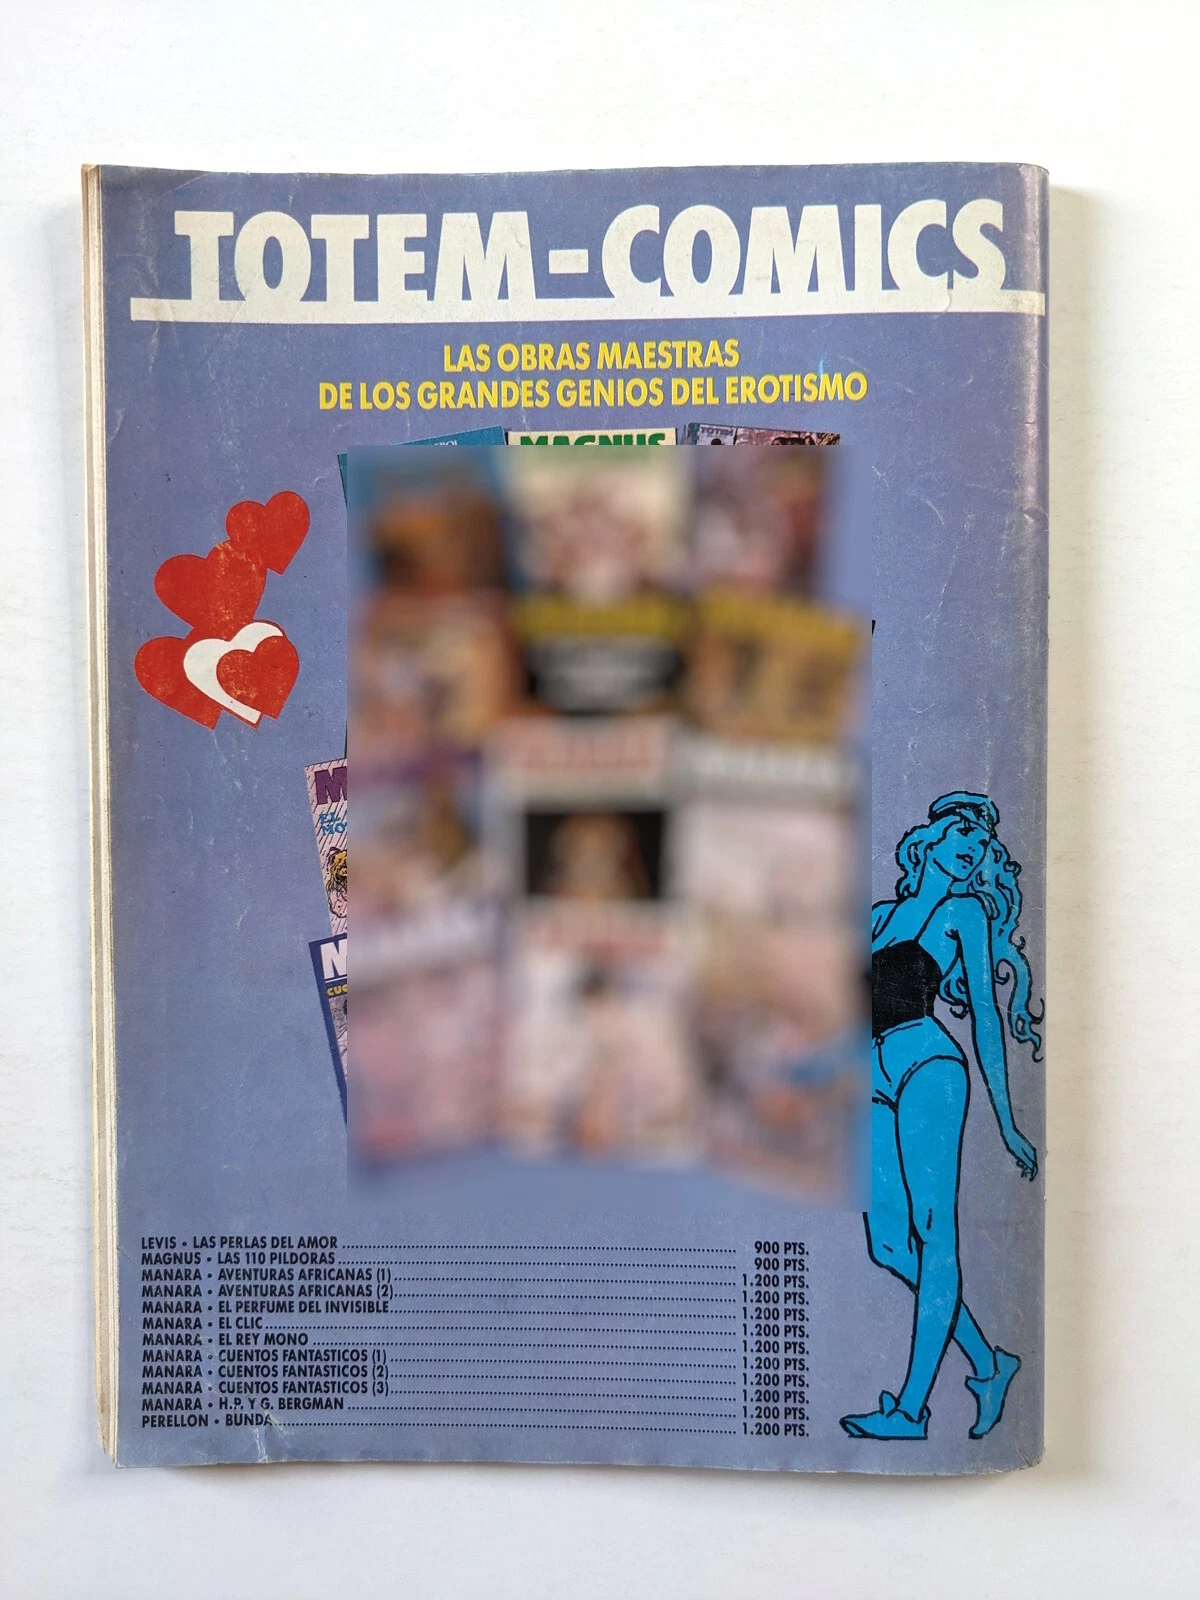 TOTEM-COMICS
LAS OBRAS MAESTRAS
DE LOS GRANDES GENIOS DEL EROTISMO
MAGNUS
TOTEM
LEVIS • LAS PERLAS DEL AMOR 900 PTS.
MAGNUS • LAS 110 PILDORAS 900 PTS.
MANARA • AVENTURAS AFRICANAS (1) 1.200 PTS.
MANARA • AVENTURAS AFRICANAS (2) 1.200 PTS.
MANARA • EL PERFUME DEL INVISIBLE 1.200 PTS.
MANARA • EL CLIC 1.200 PTS.
MANARA • EL REY MONO 1.200 PTS.
MANARA • CUENTOS FANTASTICOS (1) 1.200 PTS.
MANARA • CUENTOS FANTASTICOS (2) 1.200 PTS.
MANARA • CUENTOS FANTASTICOS (3) 1.200 PTS.
MANARA • H.P. Y G. BERGMAN 1.200 PTS.
PERELLON • BUNDA 1.200 PTS.